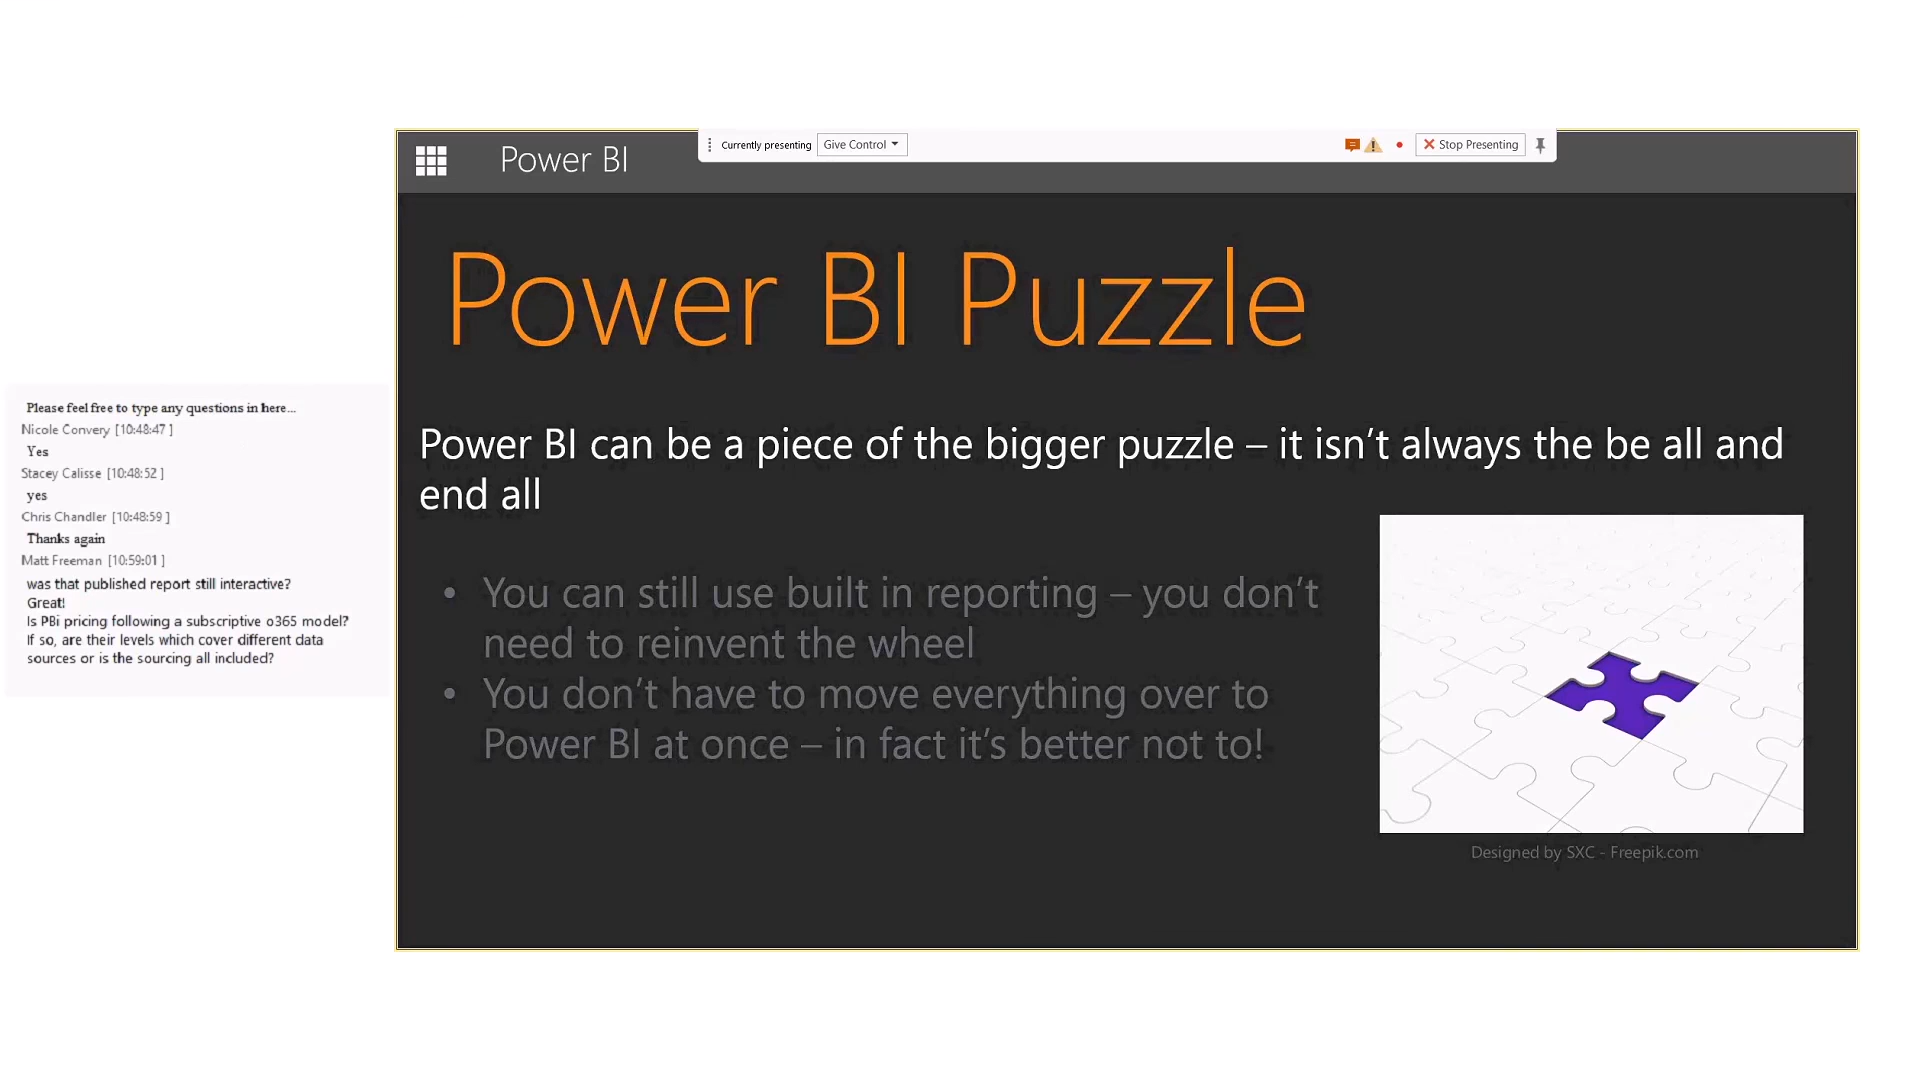 Please feel free to type any questions in here...
Nicole Convery [10:48:47 ]
Yes
Stacey Calisse [10:48:52 ]
yes
Chris Chandler [10:48:59 ]
Thanks again
Matt Freeman [10:59:01 ]
was that published report still interactive?
Great!
Is PBi pricing following a subscriptive o365 model?
If so, are their levels which cover different data
sources or is the sourcing all included?
Power BI
Currently presenting
Give Control
Stop Presenting
Power BI Puzzle
Power BI can be a piece of the bigger puzzle – it isn’t always the be all and
end all
• You can still use built in reporting – you don’t
need to reinvent the wheel
• You don’t have to move everything over to
Power BI at once – in fact it’s better not to!
Designed by SXC - Freepik.com